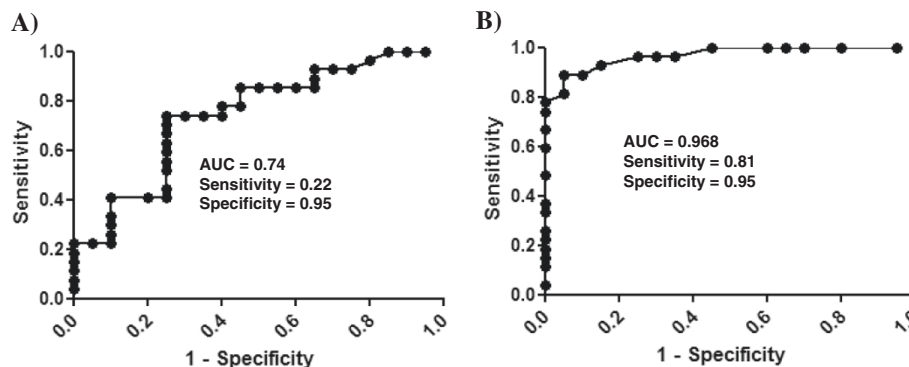 A)
1.0
0.8
0.6
0.4
0.2
0.0
Sensitivity
AUC = 0.74
Sensitivity = 0.22
Specificity = 0.95
0.0
0.2
0.4
0.6
0.8
1.0
1 - Specificity
B)
1.0
0.8
0.6
0.4
0.2
0.0
Sensitivity
AUC = 0.968
Sensitivity = 0.81
Specificity = 0.95
0.0
0.2
0.4
0.6
0.8
1.0
1 - Specificity